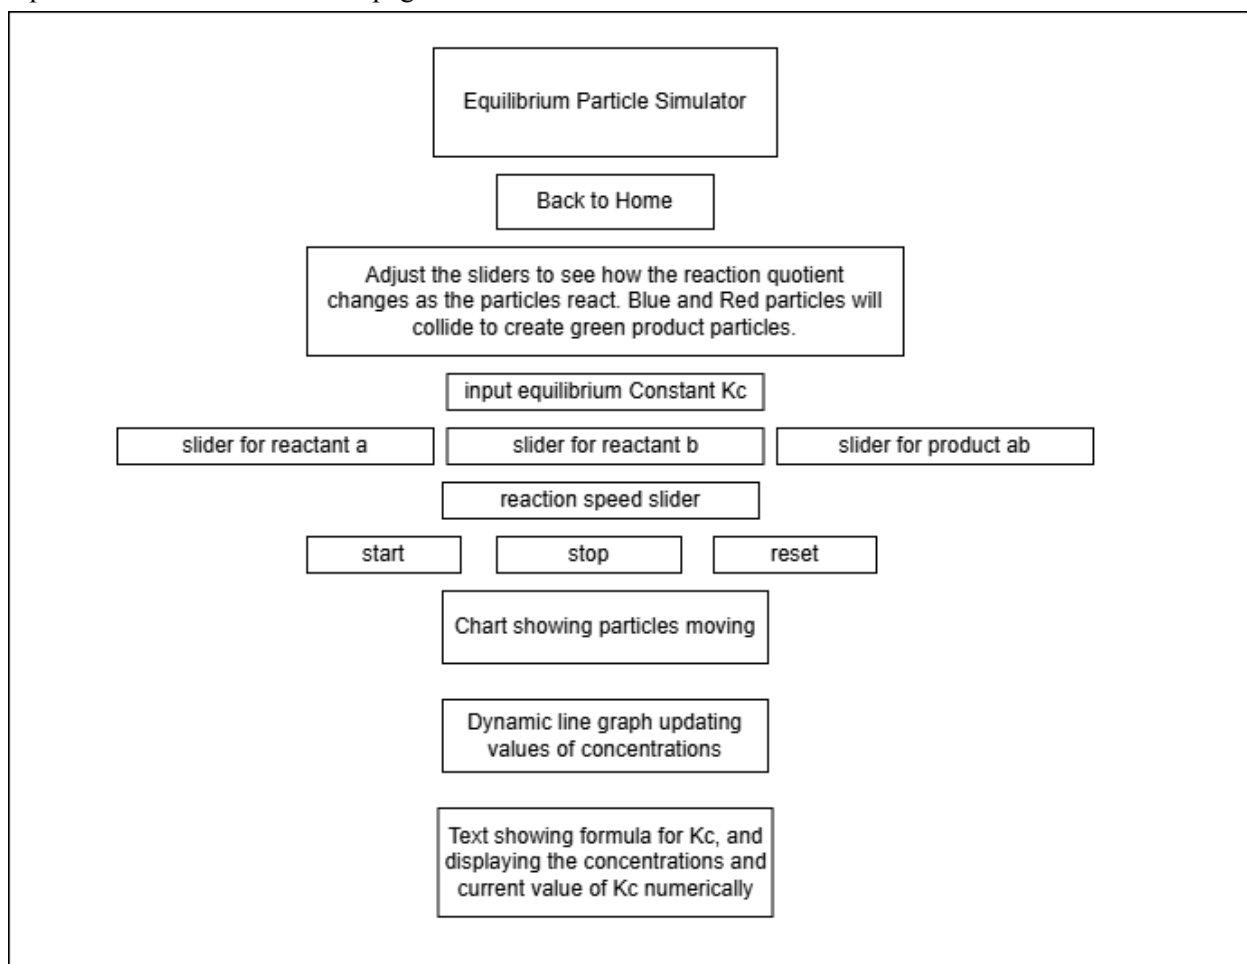 Equilibrium Particle Simulator
Back to Home
Adjust the sliders to see how the reaction quotient
changes as the particles react. Blue and Red particles will
collide to create green product particles.
input equilibrium Constant Kc
slider for reactant a
slider for reactant b
slider for product ab
reaction speed slider
start
stop
reset
Chart showing particles moving
Dynamic line graph updating
values of concentrations
Text showing formula for Kc, and
displaying the concentrations and
current value of Kc numerically